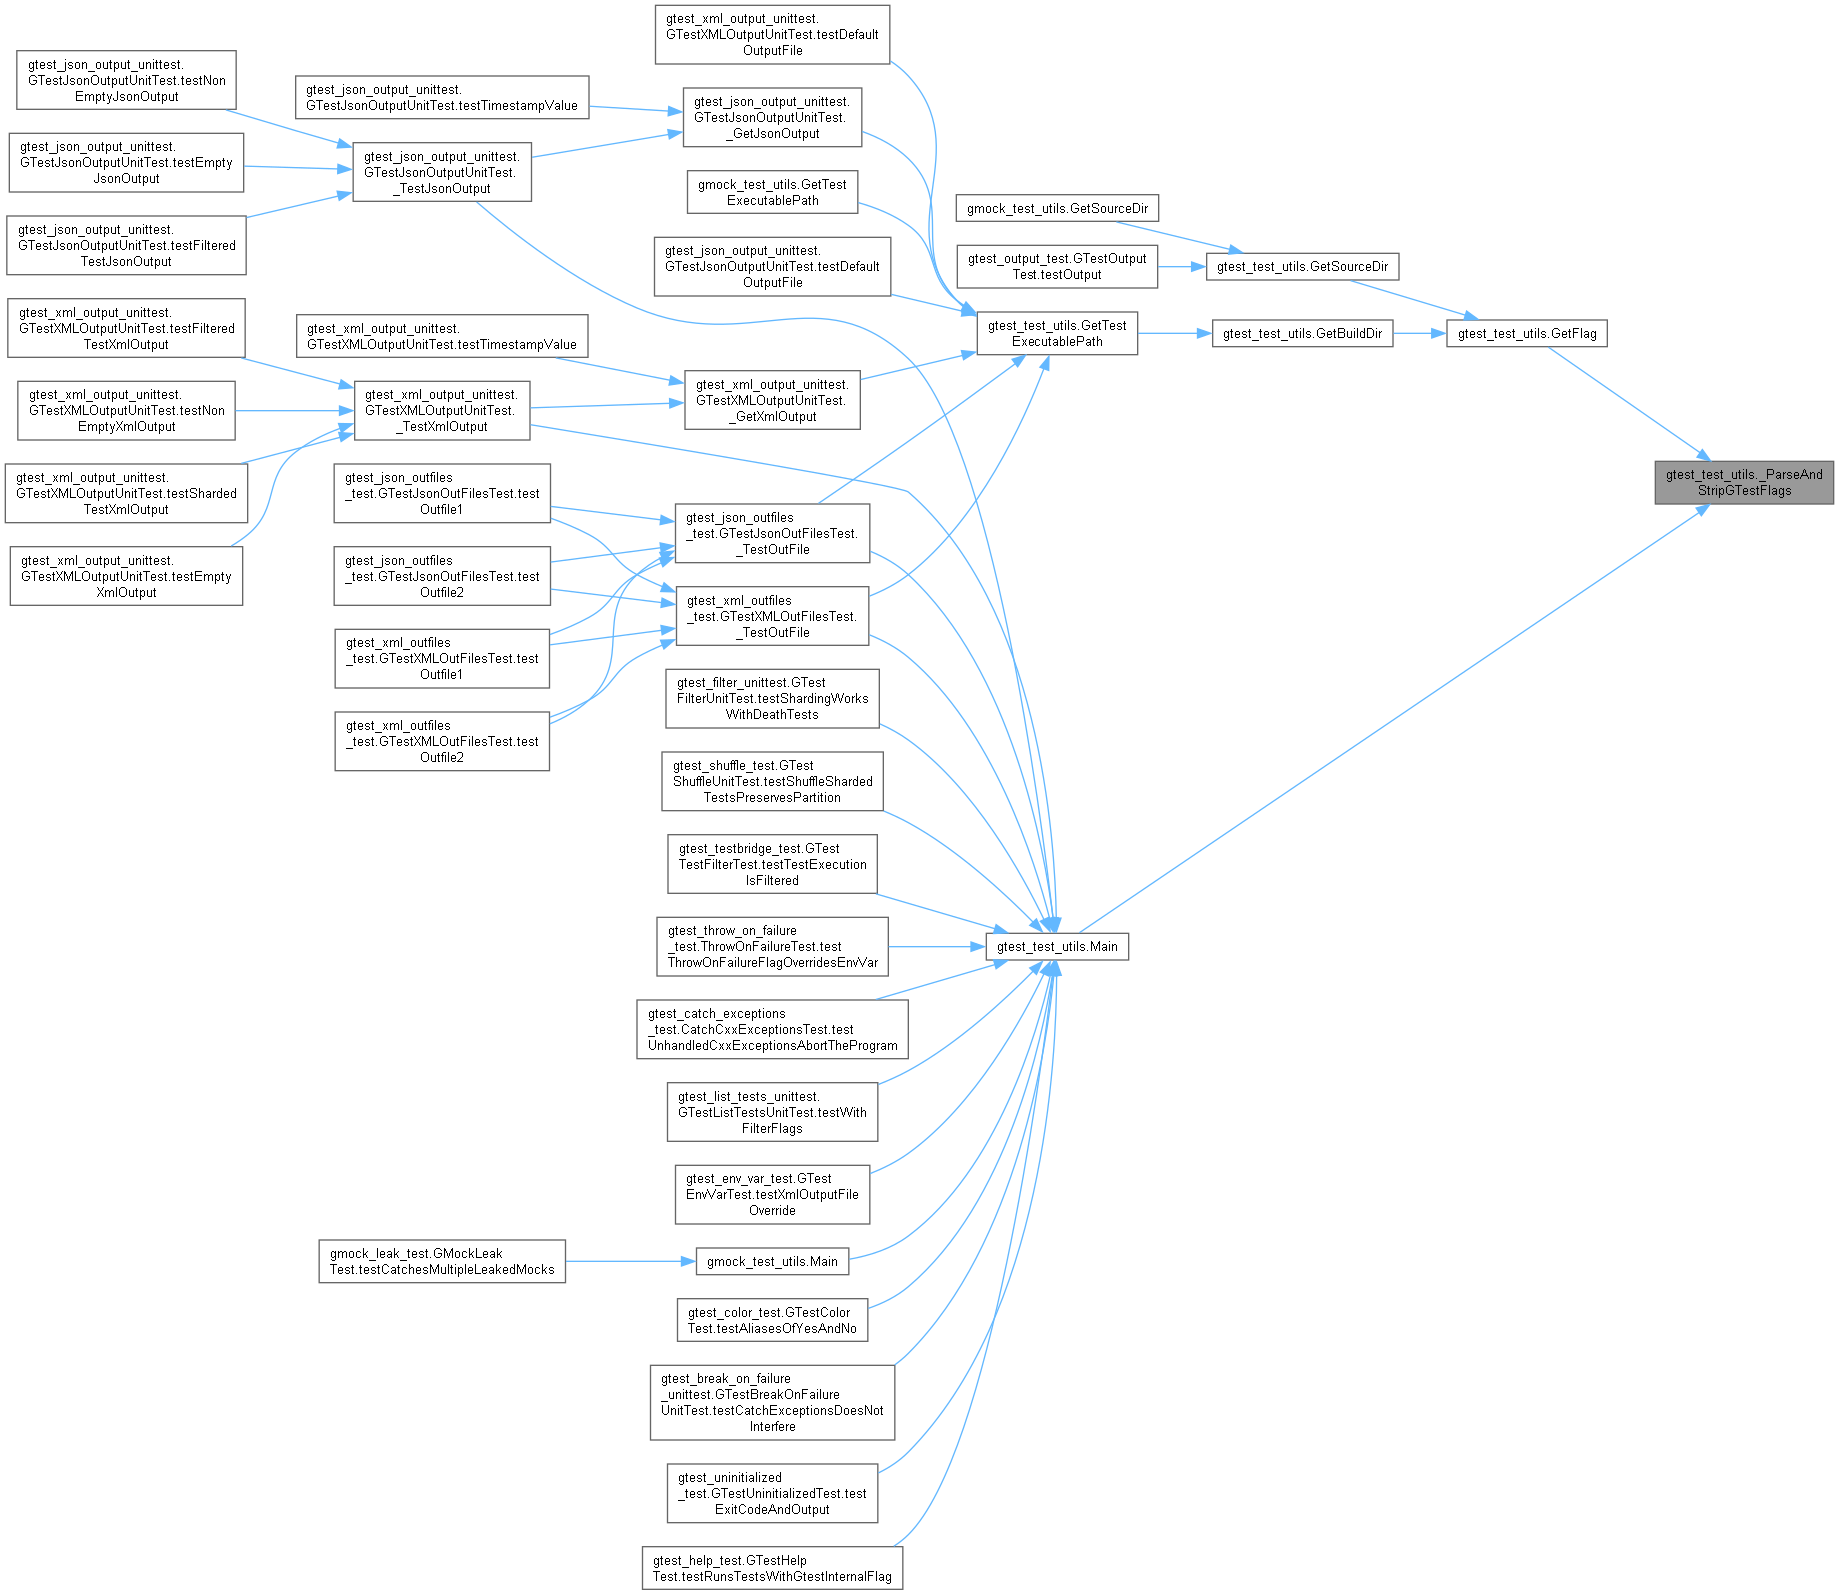 gtest_xml_output_unittest.
GTestXMLOutputUnitTest.testDefault
OutputFile
gtest_json_output_unittest.
GTestJsonOutputUnitTest.testNon
EmptyJsonOutput
gtest_json_output_unittest.
GTestJsonOutputUnitTest.testTimestampValue
gtest_json_output_unittest.
GTestJsonOutputUnitTest.
_GetJsonOutput
gtest_json_output_unittest.
GTestJsonOutputUnitTest.testEmpty
JsonOutput
gtest_json_output_unittest.
GTestJsonOutputUnitTest.
_TestJsonOutput
gmock_test_utils.GetTest
ExecutablePath
gmock_test_utils.GetSourceDir
gtest_json_output_unittest.
GTestJsonOutputUnitTest.testFiltered
TestJsonOutput
gtest_json_output_unittest.
GTestJsonOutputUnitTest.testDefault
OutputFile
gtest_output_test.GTestOutput
Test.testOutput
gtest_test_utils.GetSourceDir
gtest_xml_output_unittest.
GTestXMLOutputUnitTest.testFiltered
TestXmlOutput
gtest_xml_output_unittest.
GTestXMLOutputUnitTest.testTimestampValue
gtest_test_utils.GetTest
ExecutablePath
gtest_test_utils.GetBuildDir
gtest_test_utils.GetFlag
gtest_xml_output_unittest.
GTestXMLOutputUnitTest.testNon
EmptyXmlOutput
gtest_xml_output_unittest.
GTestXMLOutputUnitTest.
_TestXmlOutput
gtest_xml_output_unittest.
GTestXMLOutputUnitTest.
_GetXmlOutput
gtest_xml_output_unittest.
GTestXMLOutputUnitTest.testSharded
TestXmlOutput
gtest_json_outfiles
_test.GTestJsonOutFilesTest.test
Outfile1
gtest_test_utils._ParseAnd
StripGTestFlags
gtest_json_outfiles
_test.GTestJsonOutFilesTest.
_TestOutFile
gtest_xml_output_unittest.
GTestXMLOutputUnitTest.testEmpty
XmlOutput
gtest_json_outfiles
_test.GTestJsonOutFilesTest.test
Outfile2
gtest_xml_outfiles
_test.GTestXMLOutFilesTest.
_TestOutFile
gtest_xml_outfiles
_test.GTestXMLOutFilesTest.test
Outfile1
gtest_filter_unittest.GTest
FilterUnitTest.testShardingWorks
WithDeathTests
gtest_xml_outfiles
_test.GTestXMLOutFilesTest.test
Outfile2
gtest_shuffle_test.GTest
ShuffleUnitTest.testShuffleSharded
TestsPreservesPartition
gtest_testbridge_test.GTest
TestFilterTest.testTestExecution
IsFiltered
gtest_throw_on_failure
_test.ThrowOnFailureTest.test
ThrowOnFailureFlagOverridesEnvVar
gtest_test_utils.Main
gtest_catch_exceptions
_test.CatchCxxExceptionsTest.test
UnhandledCxxExceptionsAbortTheProgram
gtest_list_tests_unittest.
GTestListTestsUnitTest.testWith
FilterFlags
gtest_env_var_test.GTest
EnvVarTest.testXmlOutputFile
Override
gmock_leak_test.GMockLeak
Test.testCatchesMultipleLeakedMocks
gmock_test_utils.Main
gtest_color_test.GTestColor
Test.testAliasesOfYesAndNo
gtest_break_on_failure
_unittest.GTestBreakOnFailure
UnitTest.testCatchExceptionsDoesNot
Interfere
gtest_uninitialized
_test.GTestUninitializedTest.test
ExitCodeAndOutput
gtest_help_test.GTestHelp
Test.testRunsTestsWithGtestInternalFlag